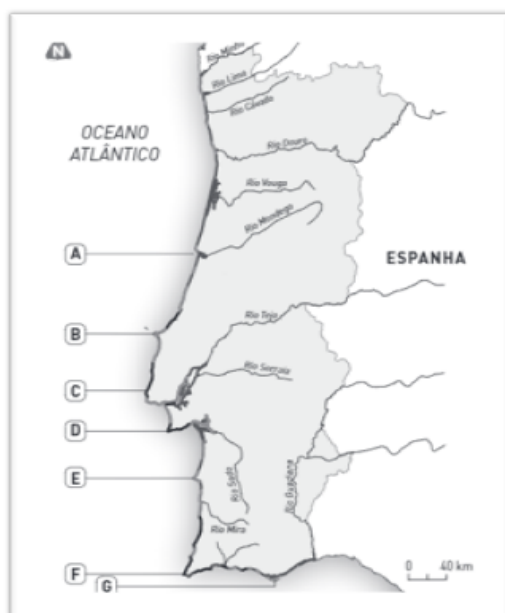 N
Rio Minho
Rio Lima
Rio Cávado
OCEANO
ATLÂNTICO
Rio Douro
Rio Vouga
Rio Mondego
A
ESPANHA
Rio Tejo
B
Rio Sorraia
C
D
Rio Sado
E
Rio Guadiana
Rio Mira
F
G
0 40 km